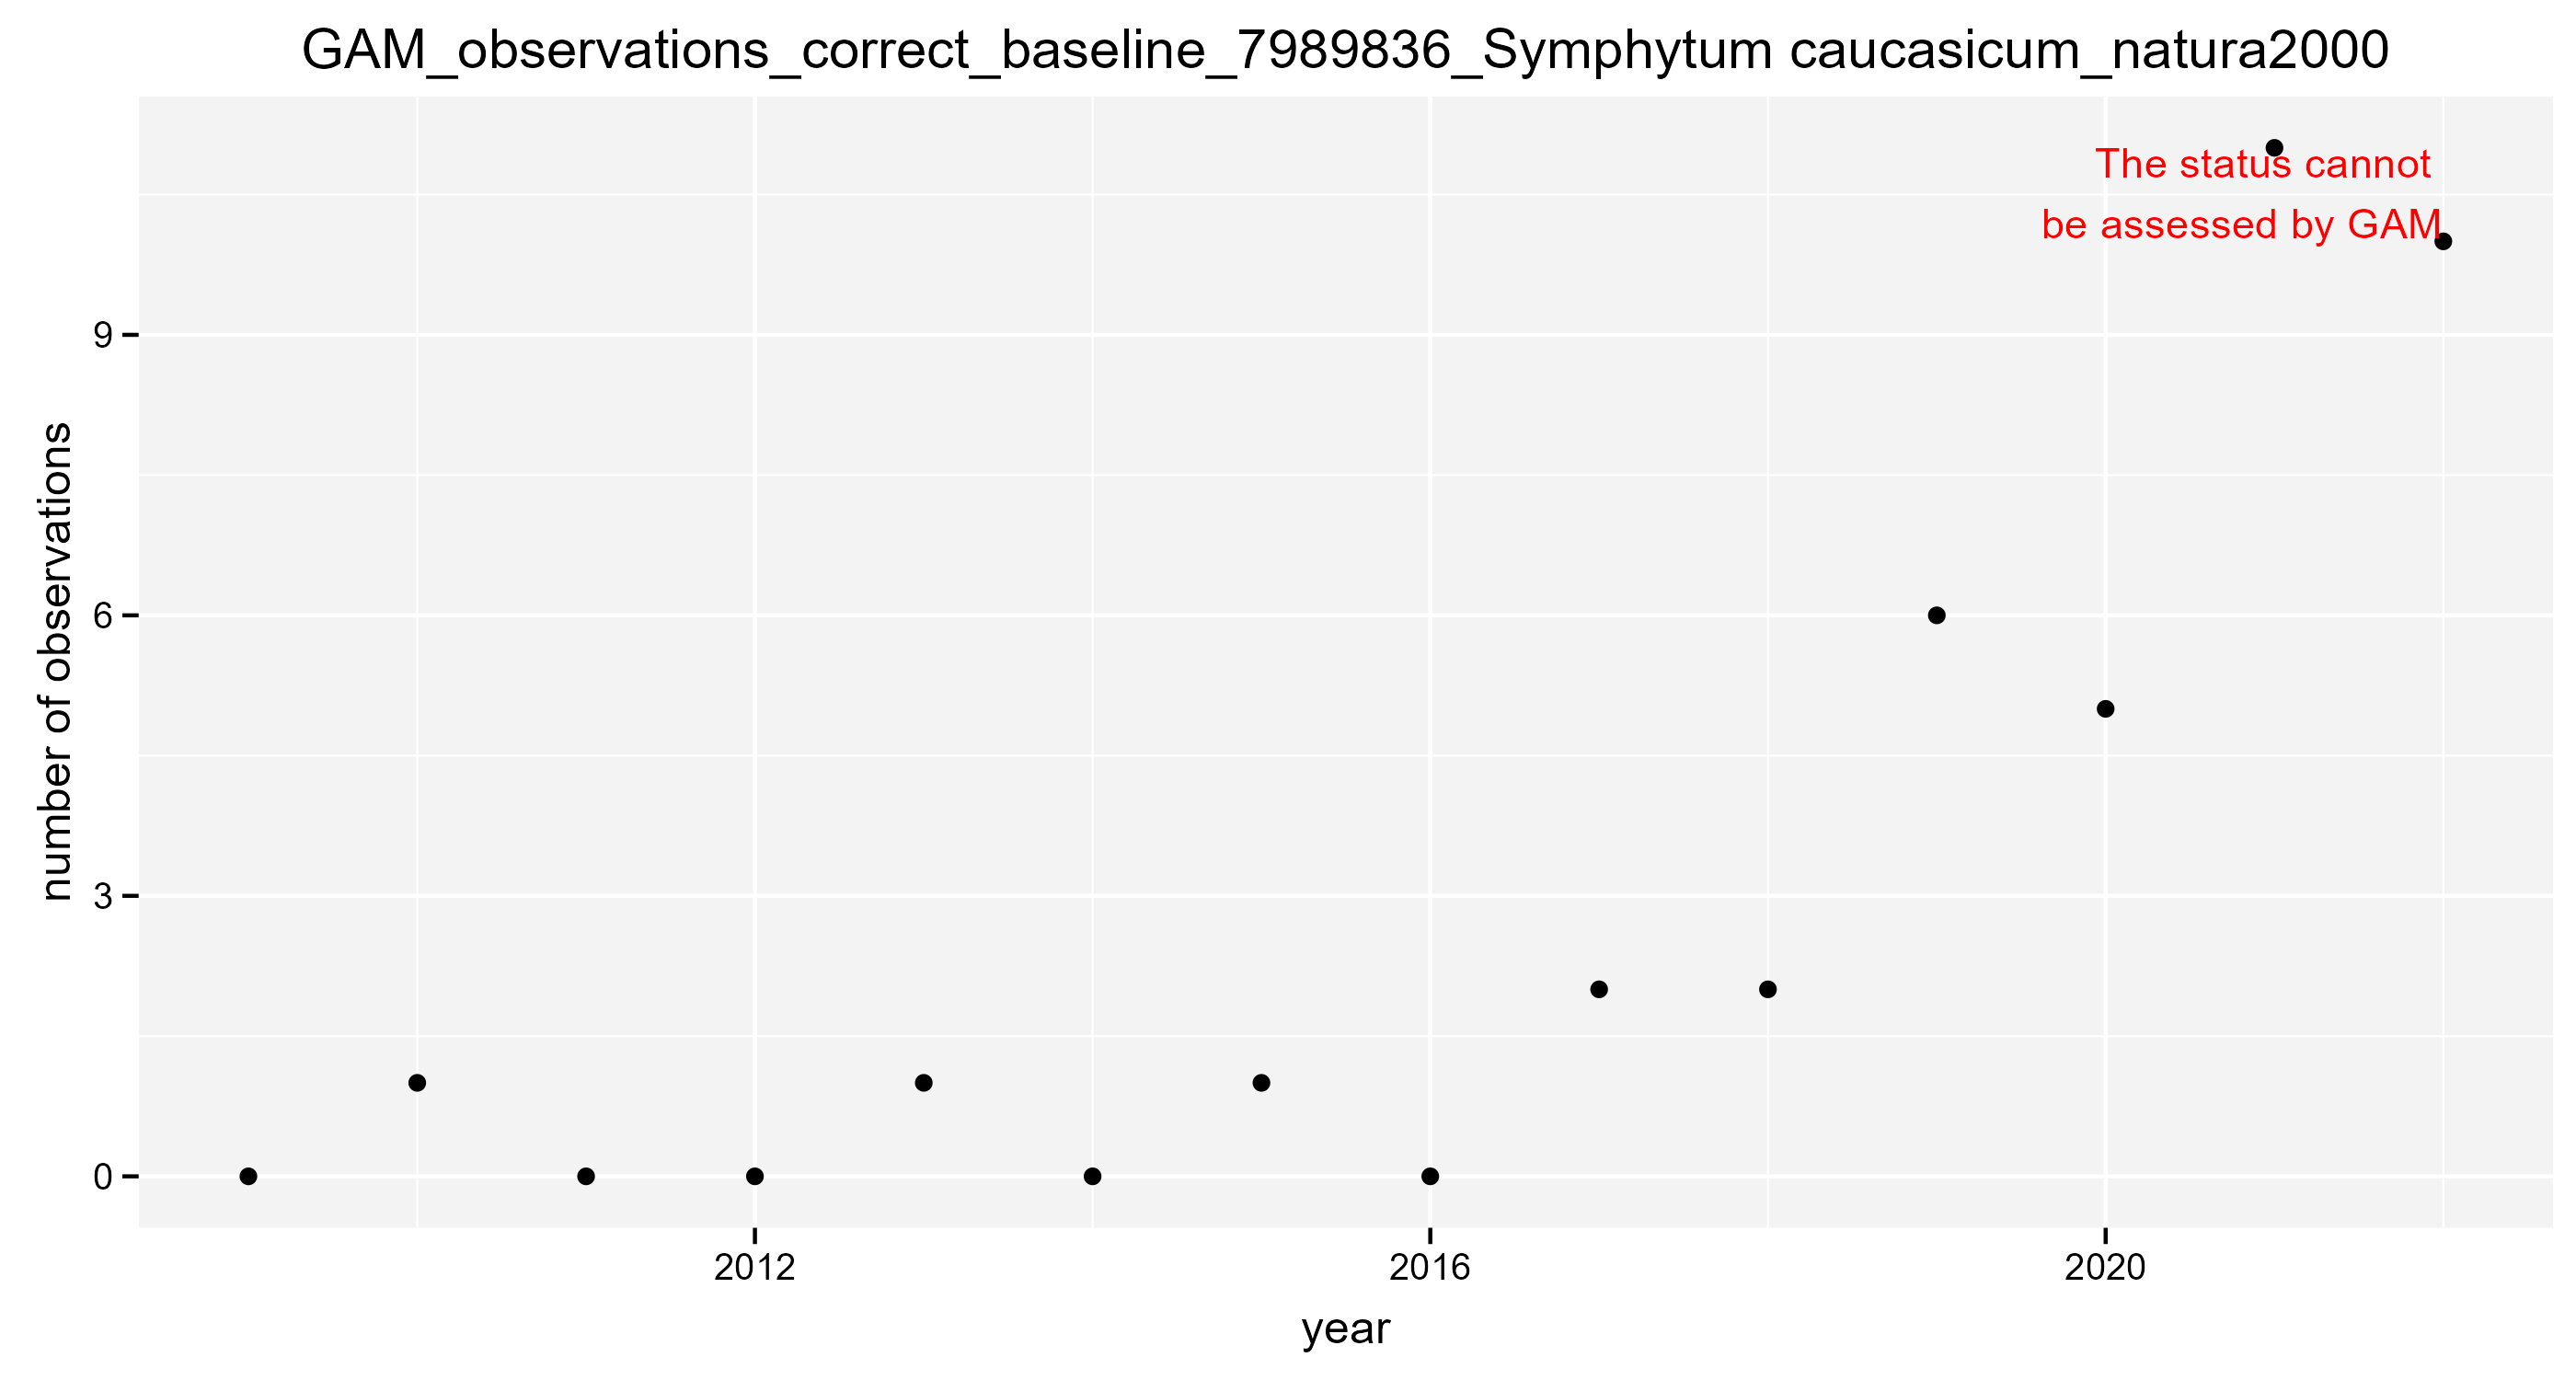 GAM_observations_correct_baseline_7989836_Symphytum caucasicum_natura2000
The status cannot
be assessed by GAM
number of observations
9
6
3
0
2012
2016
2020
year